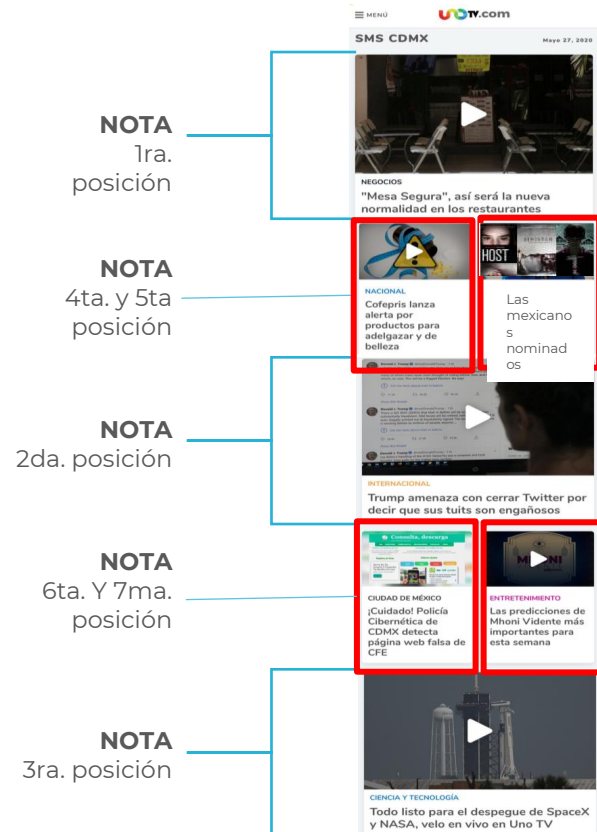 MENÚ
UNOTV.com
SMS CDMX
Mayo 27, 2020
NOTA
1ra.
posición
NEGOCIOS
"Mesa Segura", así será la nueva
normalidad en los restaurantes
NOTA
4ta. y 5ta
posición
HOST
SINISTER
NACIONAL
Cofepris lanza
alerta por
productos para
adelgazar y de
belleza
Las
mexicano
s
nominad
os
NOTA
2da. posición
INTERNACIONAL
Trump amenaza con cerrar Twitter por
decir que sus tuits son engañosos
NOTA
6ta. Y 7ma.
posición
Consulta, descarga
MHONI
CIUDAD DE MÉXICO
¡Cuidado! Policía
Cibernética de
CDMX detecta
página web falsa de
CFE
ENTRETENIMIENTO
Las predicciones de
Mhoni Vidente más
importantes para
esta semana
NOTA
3ra. posición
CIENCIA Y TECNOLOGÍA
Todo listo para el despegue de SpaceX
y NASA, velo en vivo en Uno TV